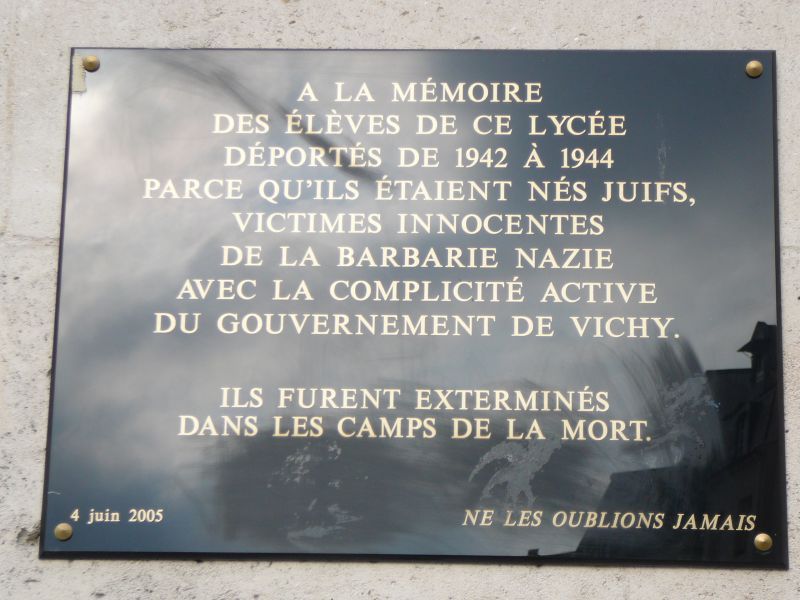 A LA MÉMOIRE
DES ÉLÈVES DE CE LYCÉE
DÉPORTÉS DE 1942 À 1944
PARCE QU'ILS ÉTAIENT NÉS JUIFS,
VICTIMES INNOCENTES
DE LA BARBARIE NAZIE
AVEC LA COMPLICITÉ ACTIVE
DU GOUVERNEMENT DE VICHY.
ILS FURENT EXTERMINÉS
DANS LES CAMPS DE LA MORT.
4 juin 2005
NE LES OUBLIONS JAMAIS